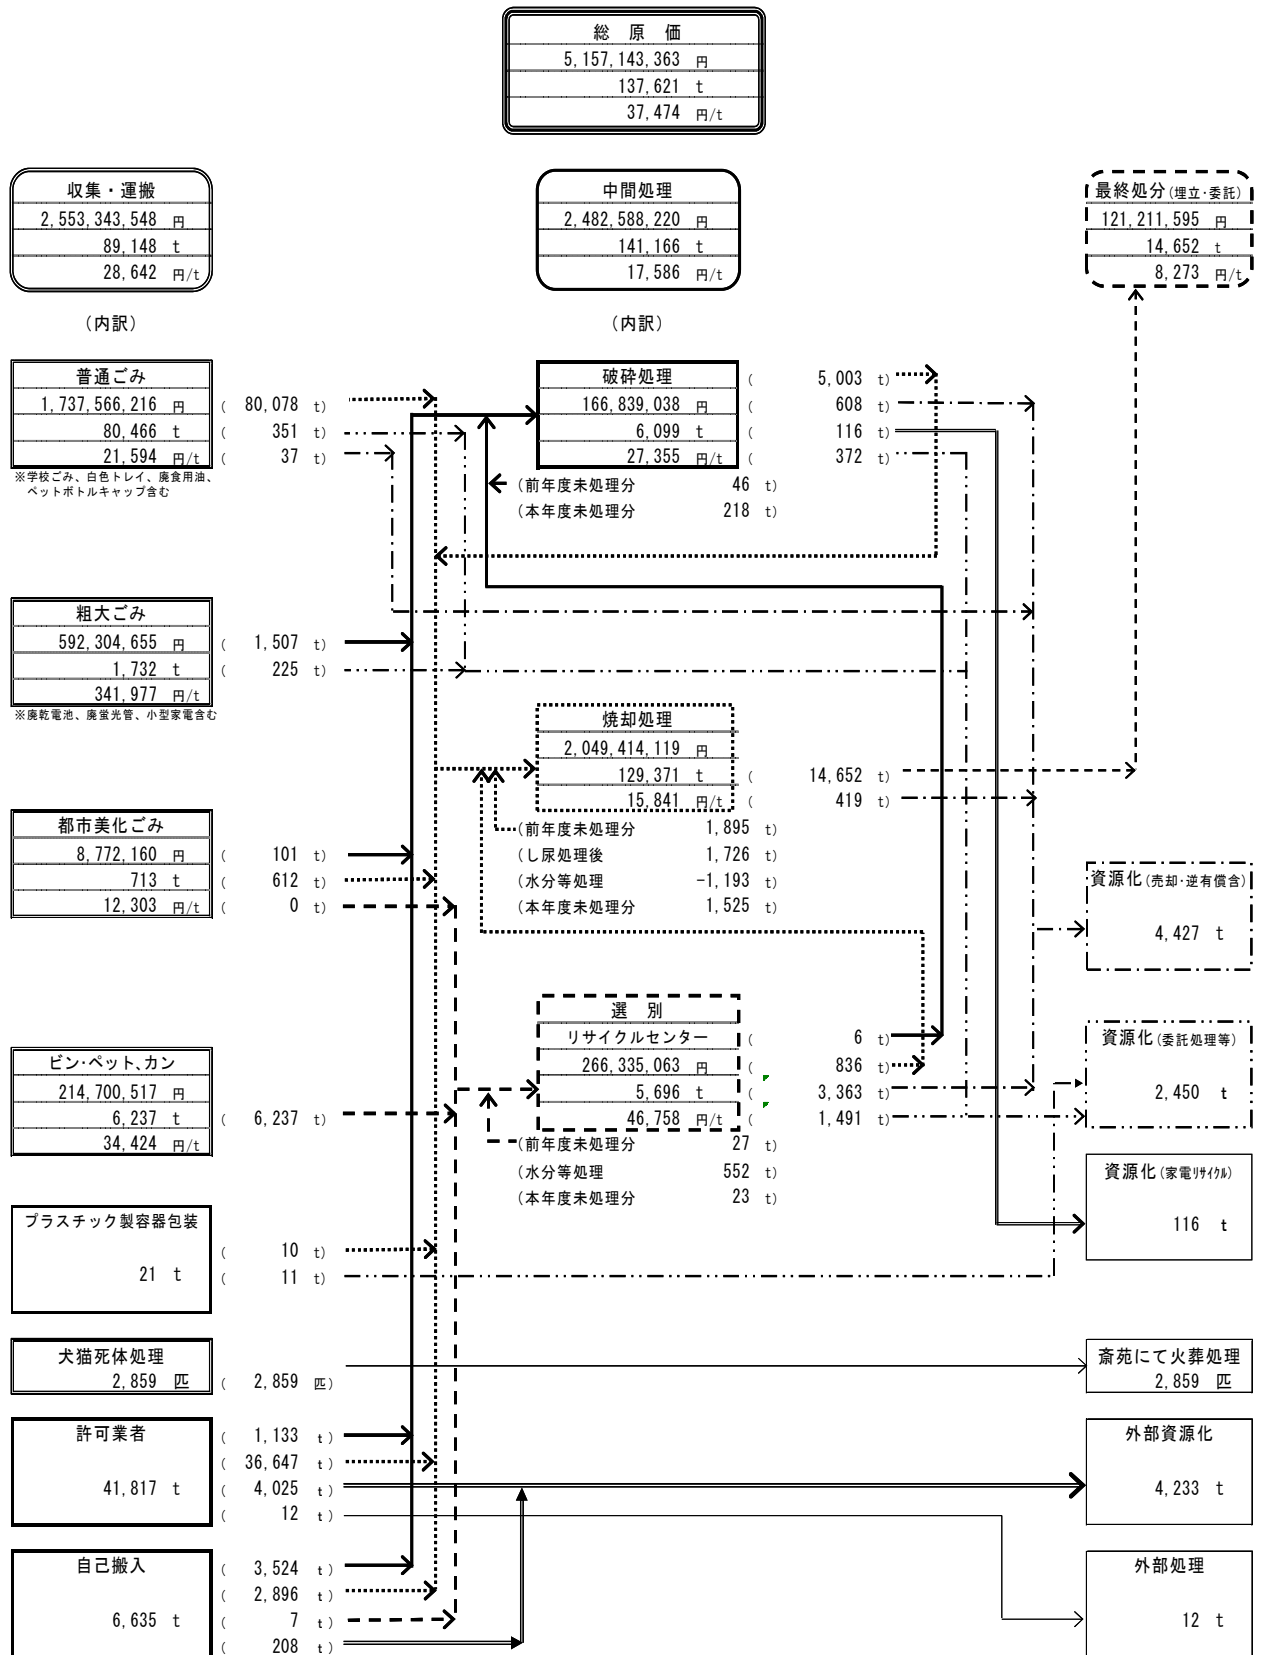 総 原 価
5,157,143,363 円
137,621 t
37,474 円/t
収集・運搬
2,553,343,548 円
89,148 t
28,642 円/t
中間処理
2,482,588,220 円
141,166 t
17,586 円/t
最終処分(埋立・委託)
121,211,595 円
14,652 t
8,273 円/t
(内訳)
(内訳)
普通ごみ
1,737,566,216 円 ( 80,078 t)
80,466 t ( 351 t)
21,594 円/t ( 37 t)
※学校ごみ、白色トレイ、廃食用油、
ペットボトルキャップ含む
破砕処理 ( 5,003 t)
166,839,038 円 ( 608 t)
6,099 t ( 116 t)
27,355 円/t ( 372 t)
(前年度未処理分 46 t)
(本年度未処理分 218 t)
粗大ごみ
592,304,655 円 ( 1,507 t)
1,732 t ( 225 t)
341,977 円/t
※廃乾電池、廃蛍光管、小型家電含む
焼却処理
2,049,414,119 円
129,371 t ( 14,652 t)
15,841 円/t ( 419 t)
(前年度未処理分 1,895 t)
(し尿処理後 1,726 t)
(水分等処理 -1,193 t)
(本年度未処理分 1,525 t)
都市美化ごみ
8,772,160 円 ( 101 t)
713 t ( 612 t)
12,303 円/t ( 0 t)
資源化(売却・逆有償含)
4,427 t
選 別
リサイクルセンター ( 6 t)
266,335,063 円 ( 836 t)
5,696 t ( 3,363 t)
46,758 円/t ( 1,491 t)
(前年度未処理分 27 t)
(水分等処理 552 t)
(本年度未処理分 23 t)
資源化(委託処理等)
2,450 t
ビン・ペット、カン
214,700,517 円
6,237 t ( 6,237 t)
34,424 円/t
資源化(家電リサイクル)
116 t
プラスチック製容器包装
( 10 t)
21 t ( 11 t)
犬猫死体処理
2,859 匹 ( 2,859 匹)
斎苑にて火葬処理
2,859 匹
許可業者 ( 1,133 t)
( 36,647 t)
41,817 t ( 4,025 t)
( 12 t)
外部資源化
4,233 t
自己搬入 ( 3,524 t)
( 2,896 t)
6,635 t ( 7 t)
( 208 t)
外部処理
12 t